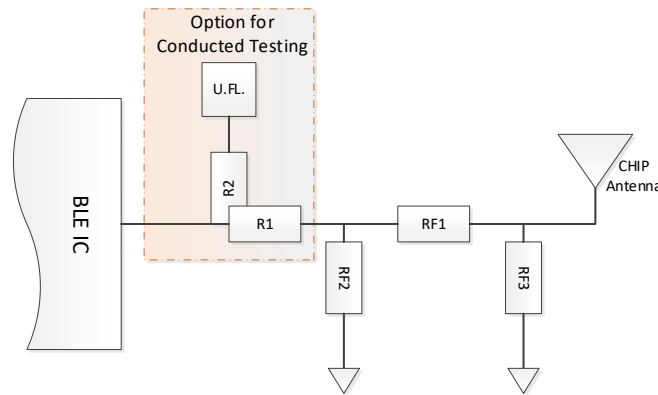 Option for
Conducted Testing
U.FL.
R2
BLE IC
R1
RF1
CHIP
Antenna
RF2
RF3